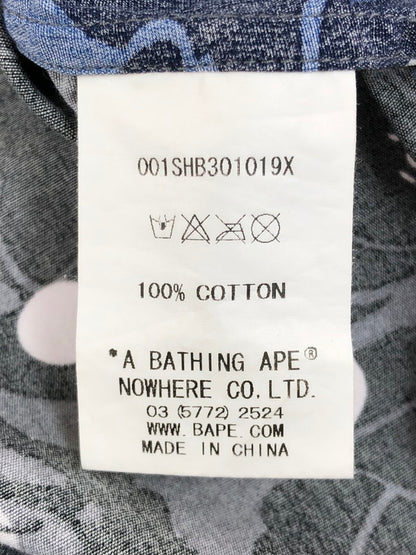 001SHB301019X
100% COTTON
"A BATHING APE®
NOWHERE CO. LTD.
03 (5772) 2524
WWW. BAPE. COM
MADE IN CHINA